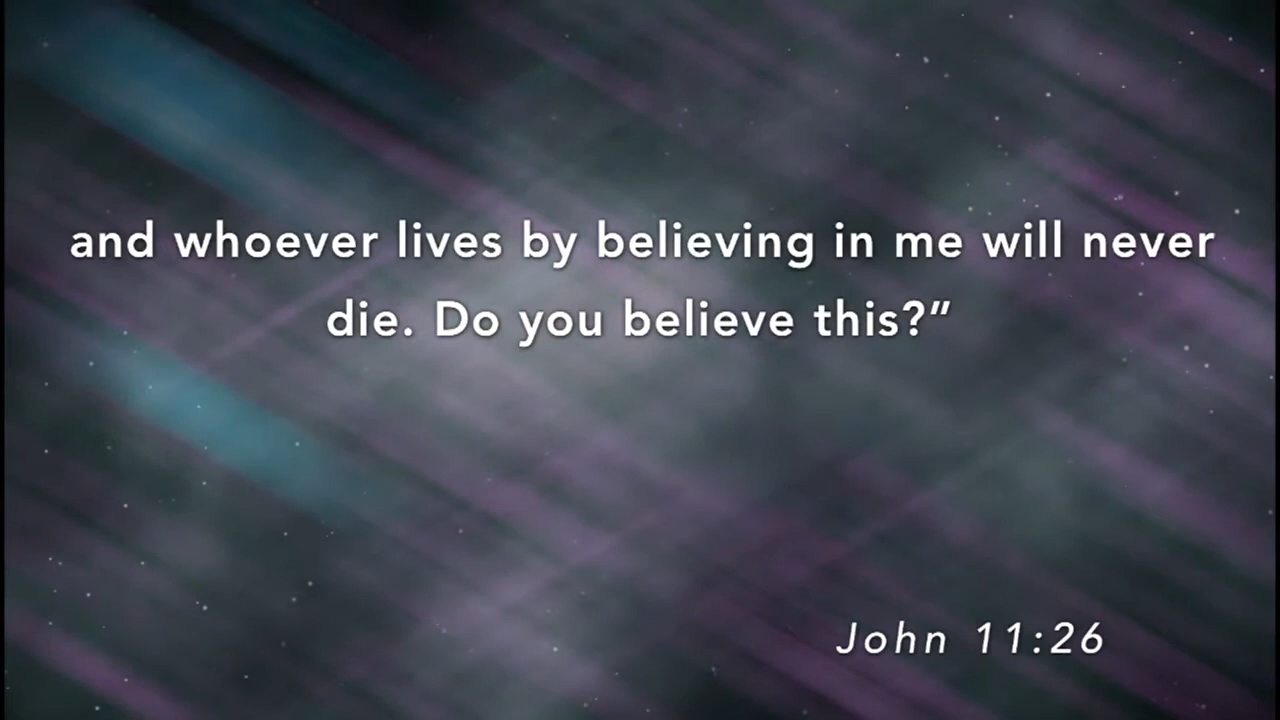 and whoever lives by believing in me will never
die. Do you believe this?”
John 11:26